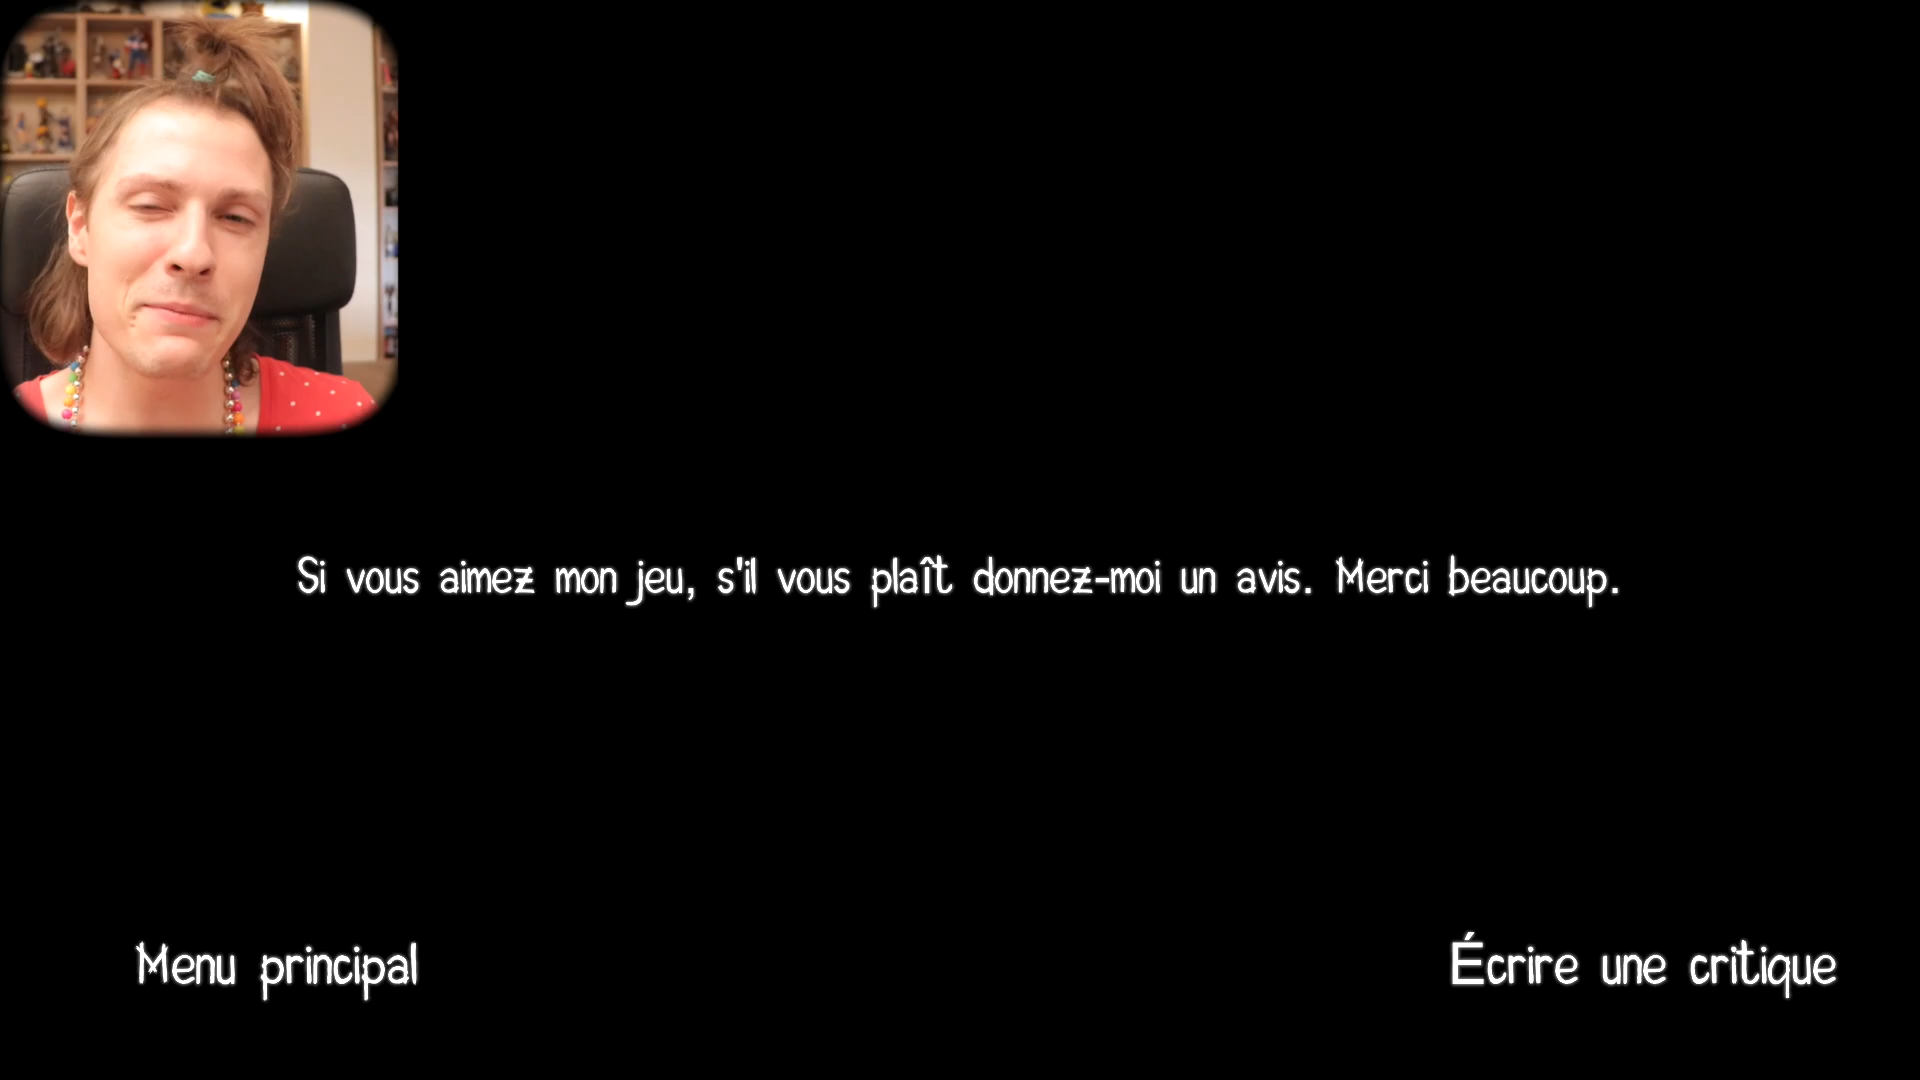 Si vous aimez mon jeu, s'il vous plaît donnez-moi un avis. Merci beaucoup.
Menu principal
Écrire une critique